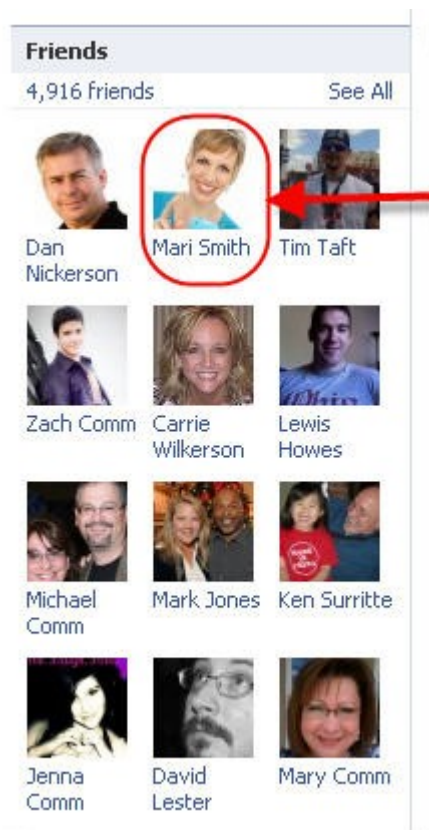 Friends
4,916 friends See All
Dan Nickerson Mari Smith Tim Taft
Zach Comm Carrie Wilkerson Lewis Howes
Michael Comm Mark Jones Ken Surritte
Jenna Comm David Lester Mary Comm